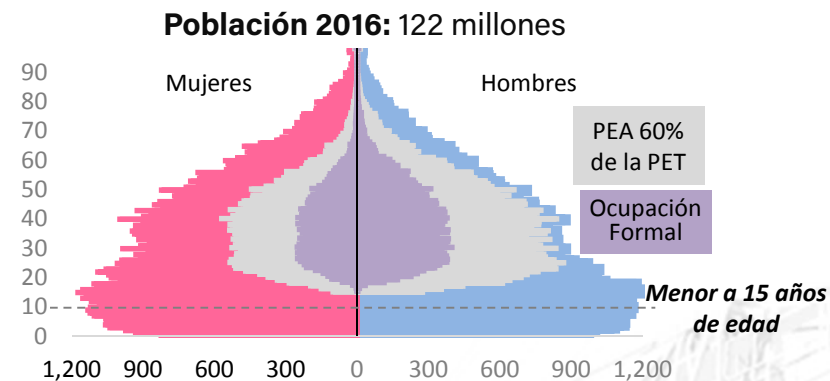 Población 2016: 122 millones
Mujeres
Hombres
90
80
70
60
50
40
30
20
10
0
PEA 60%
de la PET
Ocupación
Formal
Menor a 15 años
de edad
1,200 900 600 300 0 300 600 900 1,200